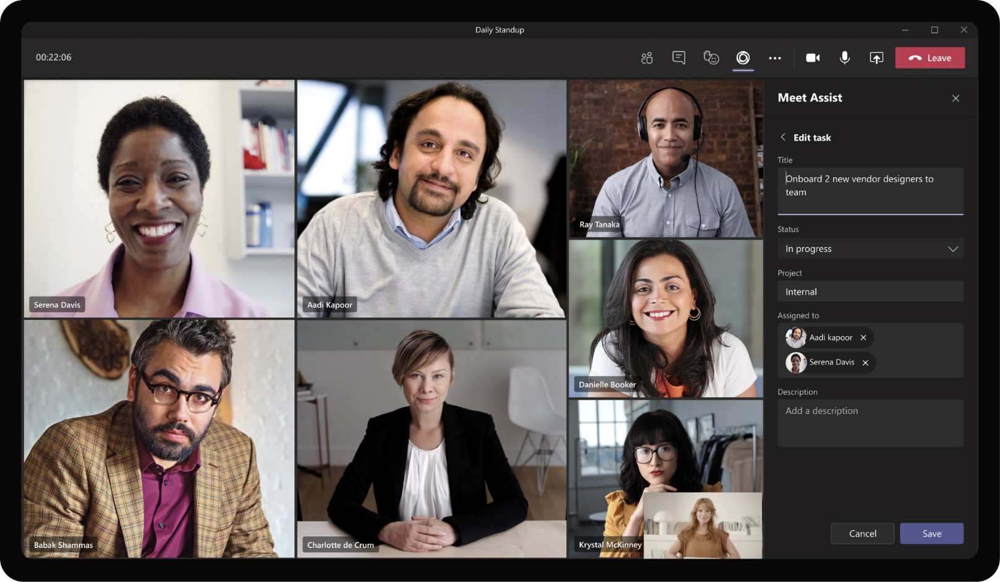 Daily Standup
00:22:06
Leave
Serena Davis
Aadi Kapoor
Ray Tanaka
Danielle Booker
Babak Shammas
Charlotte de Crum
Krystal McKinney
Meet Assist
Edit task
Title
Onboard 2 new vendor designers to
team
Status
In progress
Project
Internal
Assigned to
Aadi kapoor
Serena Davis
Description
Add a description
Cancel
Save